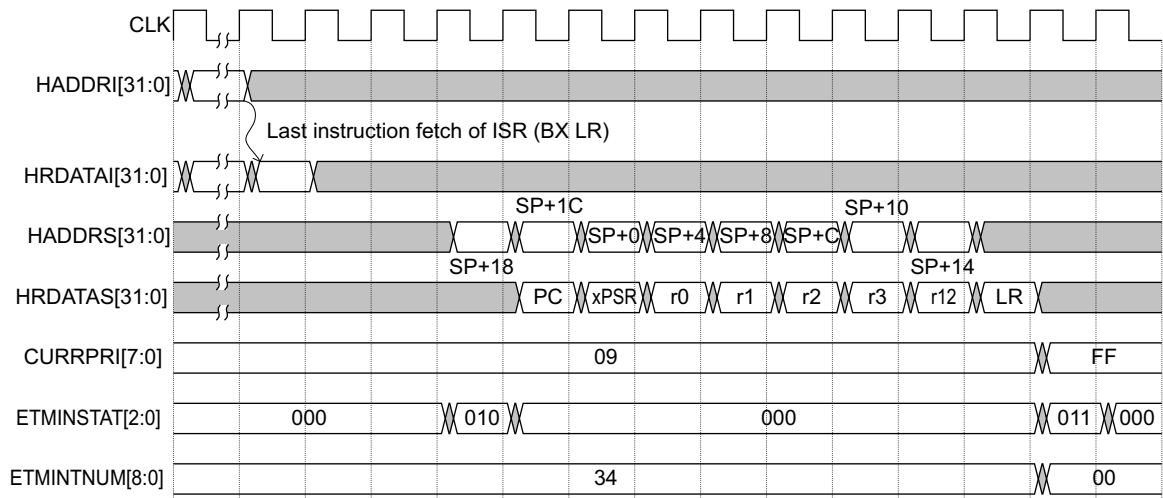 CLK
HADDRI[31:0]
Last instruction fetch of ISR (BX LR)
HRDATAI[31:0]
SP+1C SP+10
HADDRS[31:0] SP+0 SP+4 SP+8 SP+C
SP+18 SP+14
HRDATAS[31:0] PC xPSR r0 r1 r2 r3 r12 LR
CURRPRI[7:0] 09 FF
ETMINSTAT[2:0] 000 010 000 011 000
ETMINTNUM[8:0] 34 00